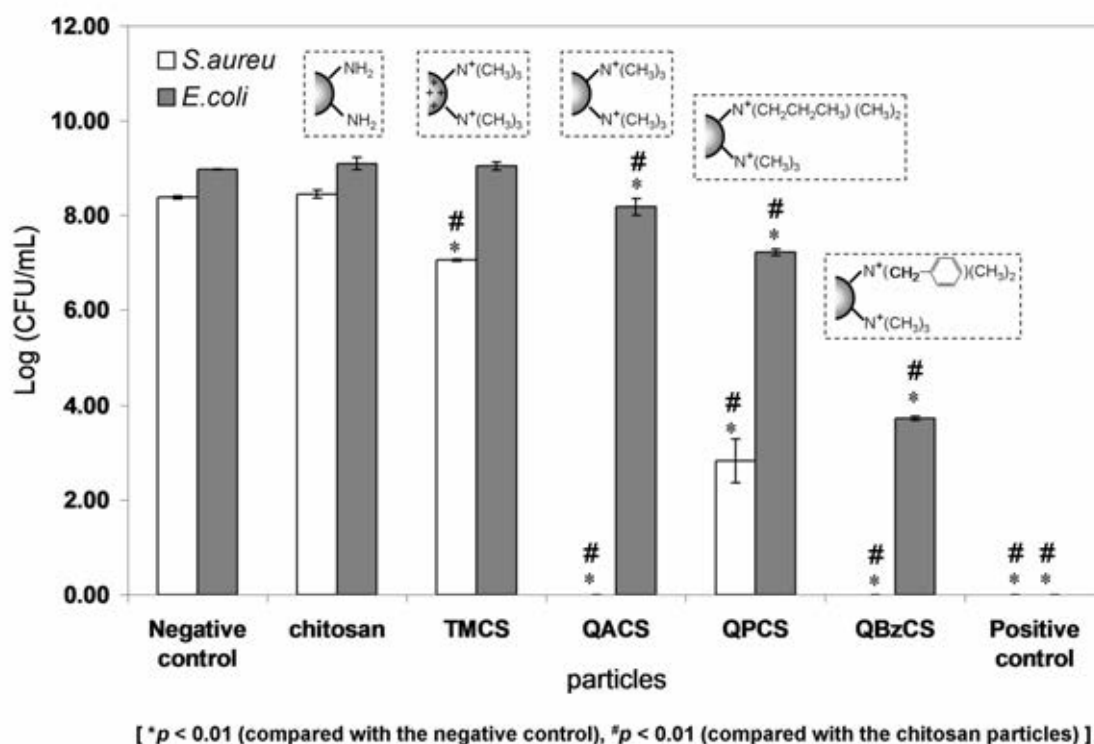 12.00
10.00
8.00
6.00
4.00
2.00
0.00
Log (CFU/mL)
S.aureu
E.coli
NH₂
NH₂
++
+
N⁺(CH₃)₃
N⁺(CH₃)₃
N⁺(CH₃)₃
N⁺(CH₃)₃
N⁺(CH₂CH₂CH₃) (CH₃)₂
N⁺(CH₃)₃
N⁺(CH₂- )(CH₃)₂
N⁺(CH₃)₃
# 
*
#
*
#
*
#
*
#
*
#
*
#
*
# #
* *
Negative control
chitosan
TMCS
QACS
QPCS
QBzCS
Positive control
particles
[ *p < 0.01 (compared with the negative control), #p < 0.01 (compared with the chitosan particles) ]